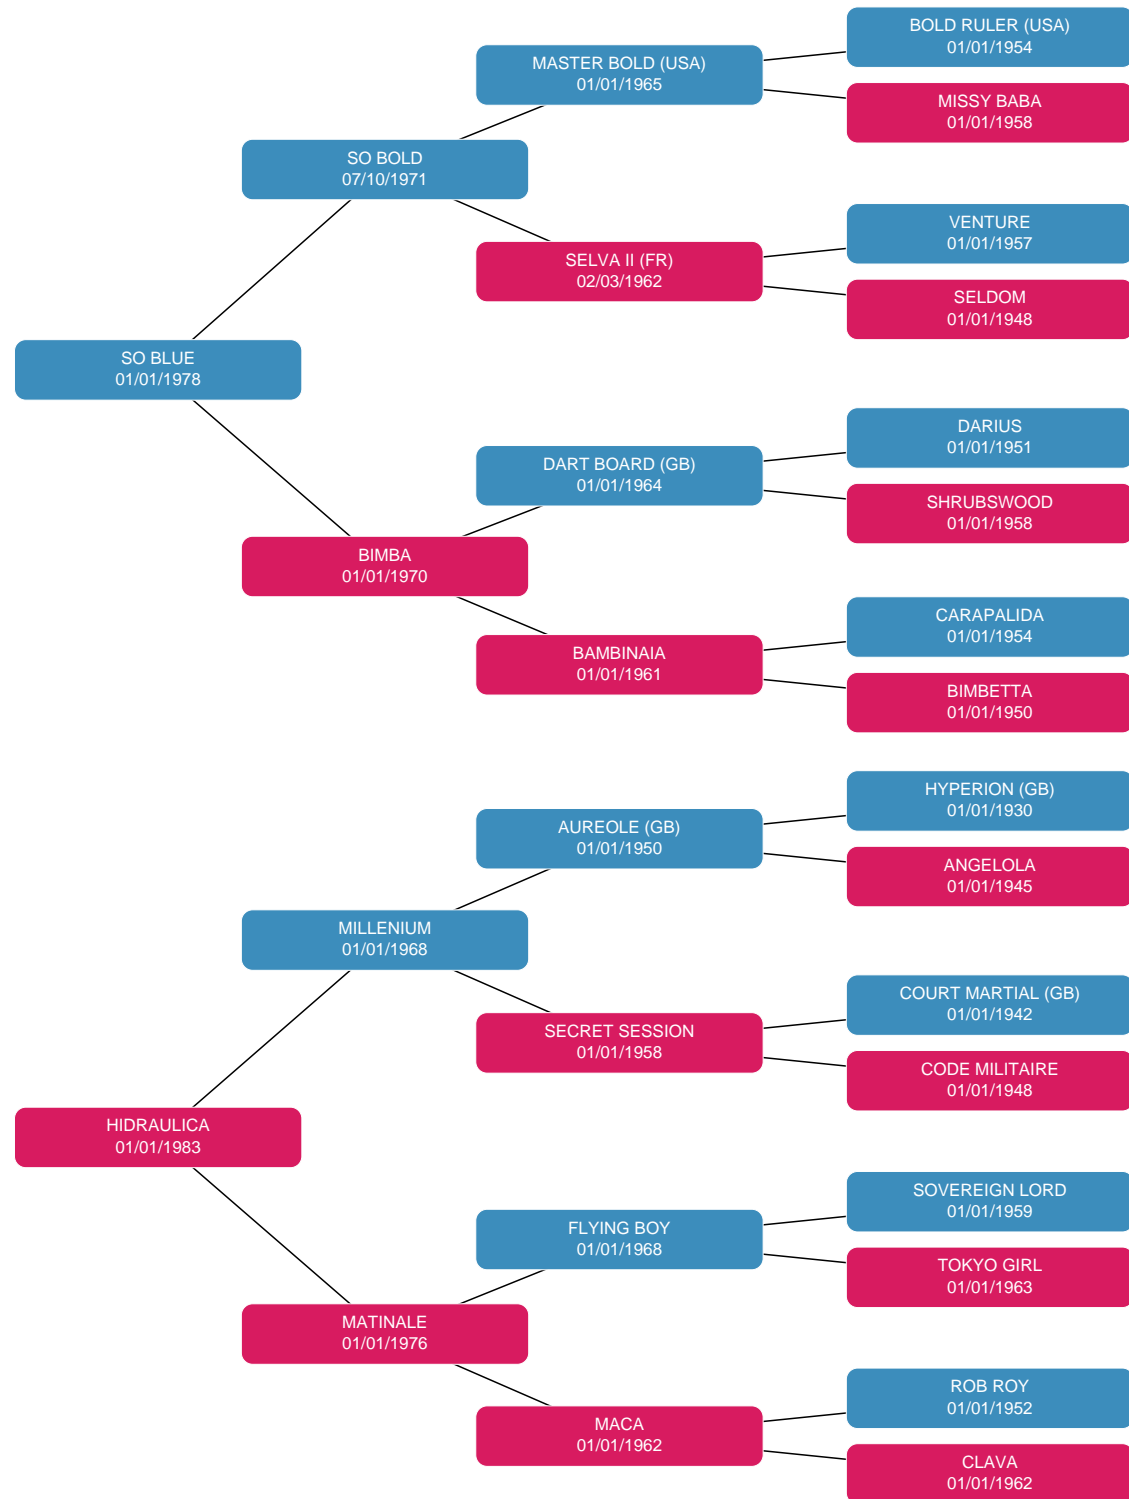 BOLD RULER (USA)
01/01/1954
MASTER BOLD (USA)
01/01/1965
MISSY BABA
01/01/1958
SO BOLD
07/10/1971
VENTURE
01/01/1957
SELVA II (FR)
02/03/1962
SELDOM
01/01/1948
SO BLUE
01/01/1978
DARIUS
01/01/1951
DART BOARD (GB)
01/01/1964
SHRUBSWOOD
01/01/1958
BIMBA
01/01/1970
CARAPALIDA
01/01/1954
BAMBINAIA
01/01/1961
BIMBETTA
01/01/1950
HYPERION (GB)
01/01/1930
AUREOLE (GB)
01/01/1950
ANGELOLA
01/01/1945
MILLENIUM
01/01/1968
COURT MARTIAL (GB)
01/01/1942
SECRET SESSION
01/01/1958
CODE MILITAIRE
01/01/1948
HIDRAULICA
01/01/1983
SOVEREIGN LORD
01/01/1959
FLYING BOY
01/01/1968
TOKYO GIRL
01/01/1963
MATINALE
01/01/1976
ROB ROY
01/01/1952
MACA
01/01/1962
CLAVA
01/01/1962